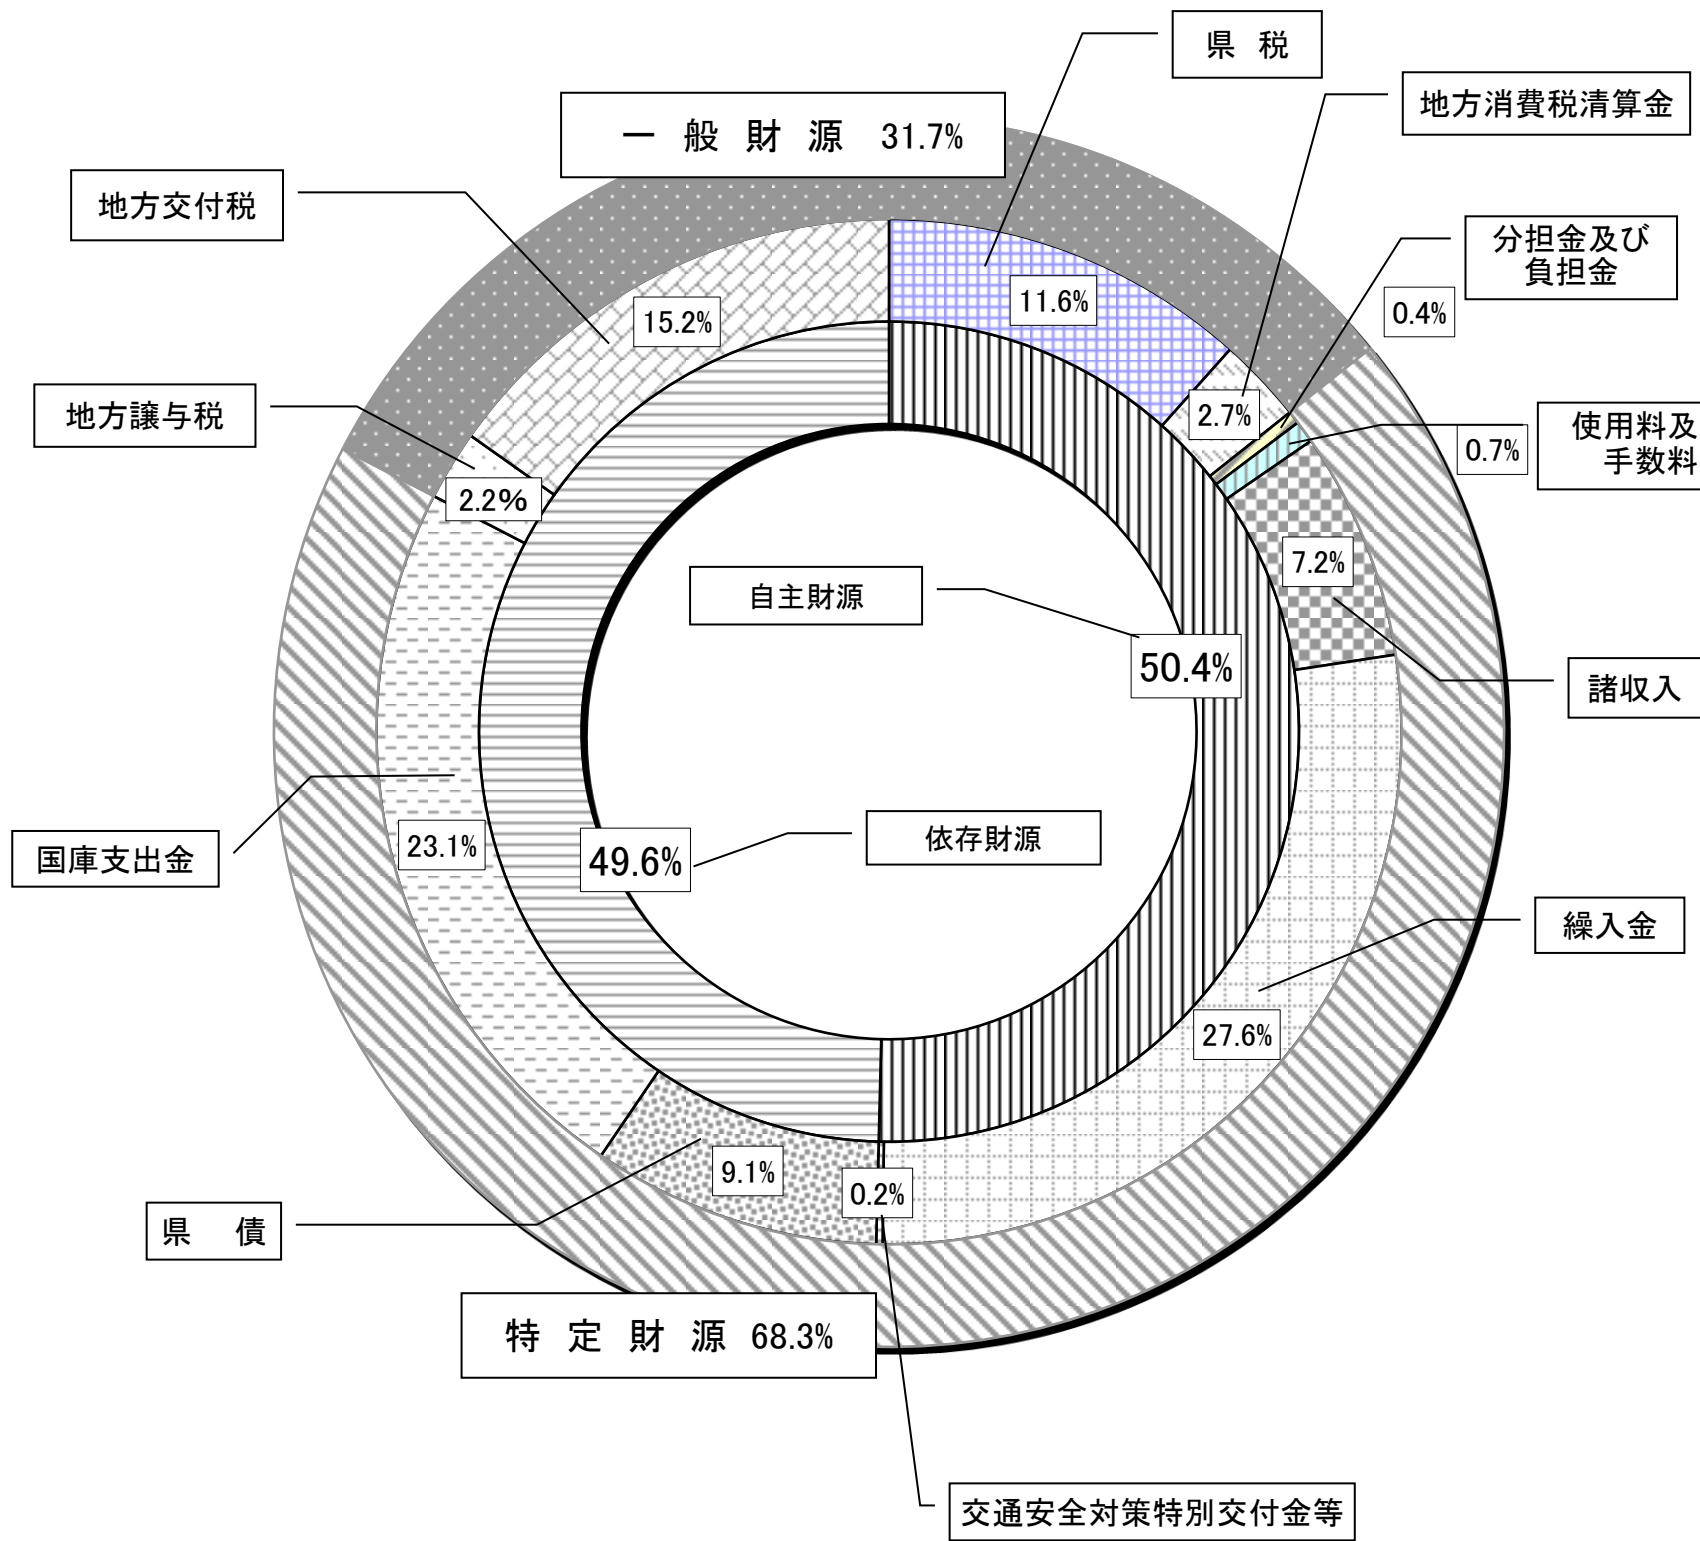 県 税
地方消費税清算金
一 般 財 源 31.7%
地方交付税
分担金及び
負担金
11.6%
0.4%
15.2%
地方譲与税
2.7%
使用料及
手数料
0.7%
2.2%
7.2%
自主財源
50.4%
諸収入
国庫支出金
23.1%
49.6%
依存財源
繰入金
27.6%
9.1%
0.2%
県 債
特 定 財 源 68.3%
交通安全対策特別交付金等